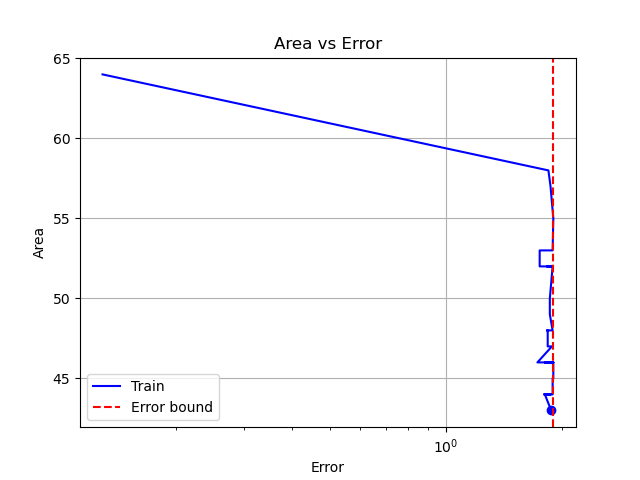 Area vs Error
65
60
55
50
45
Area
10⁰
Error
Train
Error bound